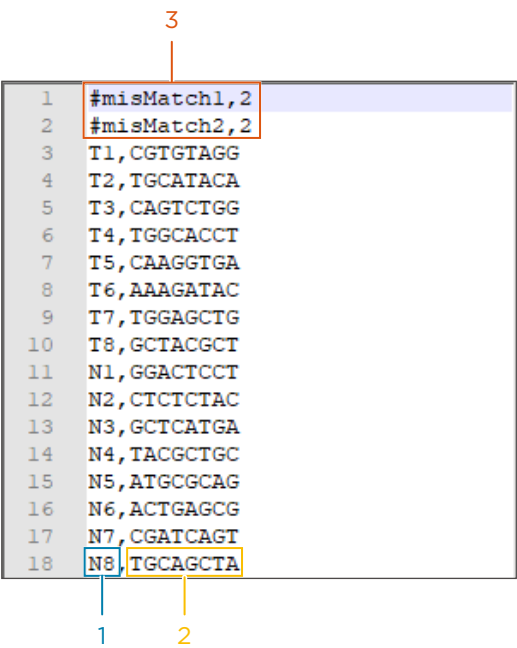 3
1 #misMatch1,2
2 #misMatch2,2
3 T1,CGTGTAGG
4 T2,TGCATACA
5 T3,CAGTCTGG
6 T4,TGGCACCT
7 T5,CAAGGTGA
8 T6,AAAGATAC
9 T7,TGGAGCTG
10 T8,GCTACGCT
11 N1,GGACTCCT
12 N2,CTCTCTAC
13 N3,GCTCATGA
14 N4,TACGCTGC
15 N5,ATGCGCAG
16 N6,ACTGAGCG
17 N7,CGATCAGT
18 N8,TGCAGCTA
1 2